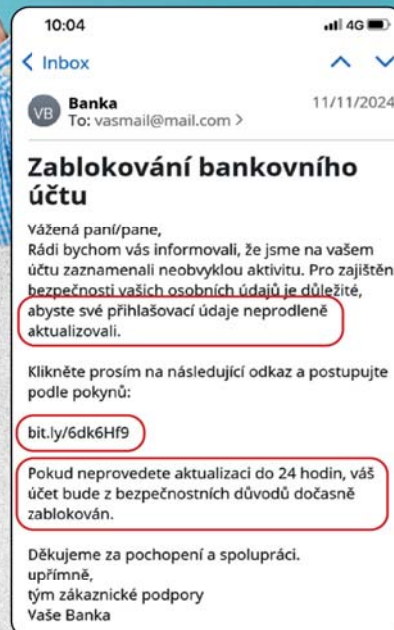 10:04 4G
Inbox
VB Banka 11/11/2024
To: vasmail@mail.com >
Zablokování bankovního
účtu
Vážená paní/pane,
Rádi bychom vás informovali, že jsme na vašem
účtu zaznamenali neobvyklou aktivitu. Pro zajištěn
bezpečnosti vašich osobních údajů je důležité,
abyste své přihlašovací údaje neprodleně
aktualizovali.
Klikněte prosím na následující odkaz a postupujte
podle pokynů:
bit.ly/6dk6Hf9
Pokud neprovedete aktualizaci do 24 hodin, váš
účet bude z bezpečnostních důvodů dočasně
zablokován.
Děkujeme za pochopení a spolupráci.
upřímně,
tým zákaznické podpory
Vaše Banka